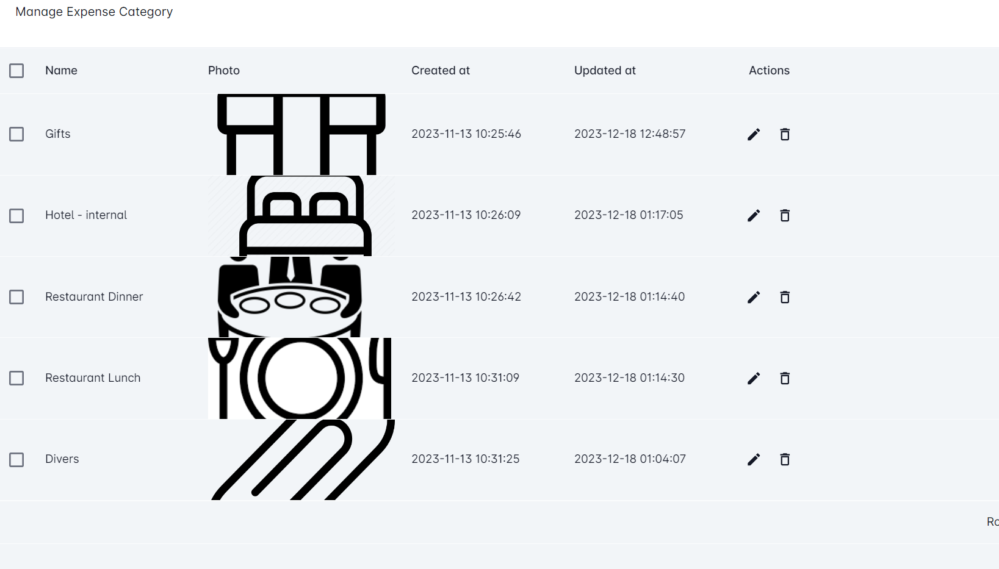 Manage Expense Category
Name Photo Created at Updated at Actions
Gifts 2023-11-13 10:25:46 2023-12-18 12:48:57
Hotel - internal 2023-11-13 10:26:09 2023-12-18 01:17:05
Restaurant Dinner 2023-11-13 10:26:42 2023-12-18 01:14:40
Restaurant Lunch 2023-11-13 10:31:09 2023-12-18 01:14:30
Divers 2023-11-13 10:31:25 2023-12-18 01:04:07